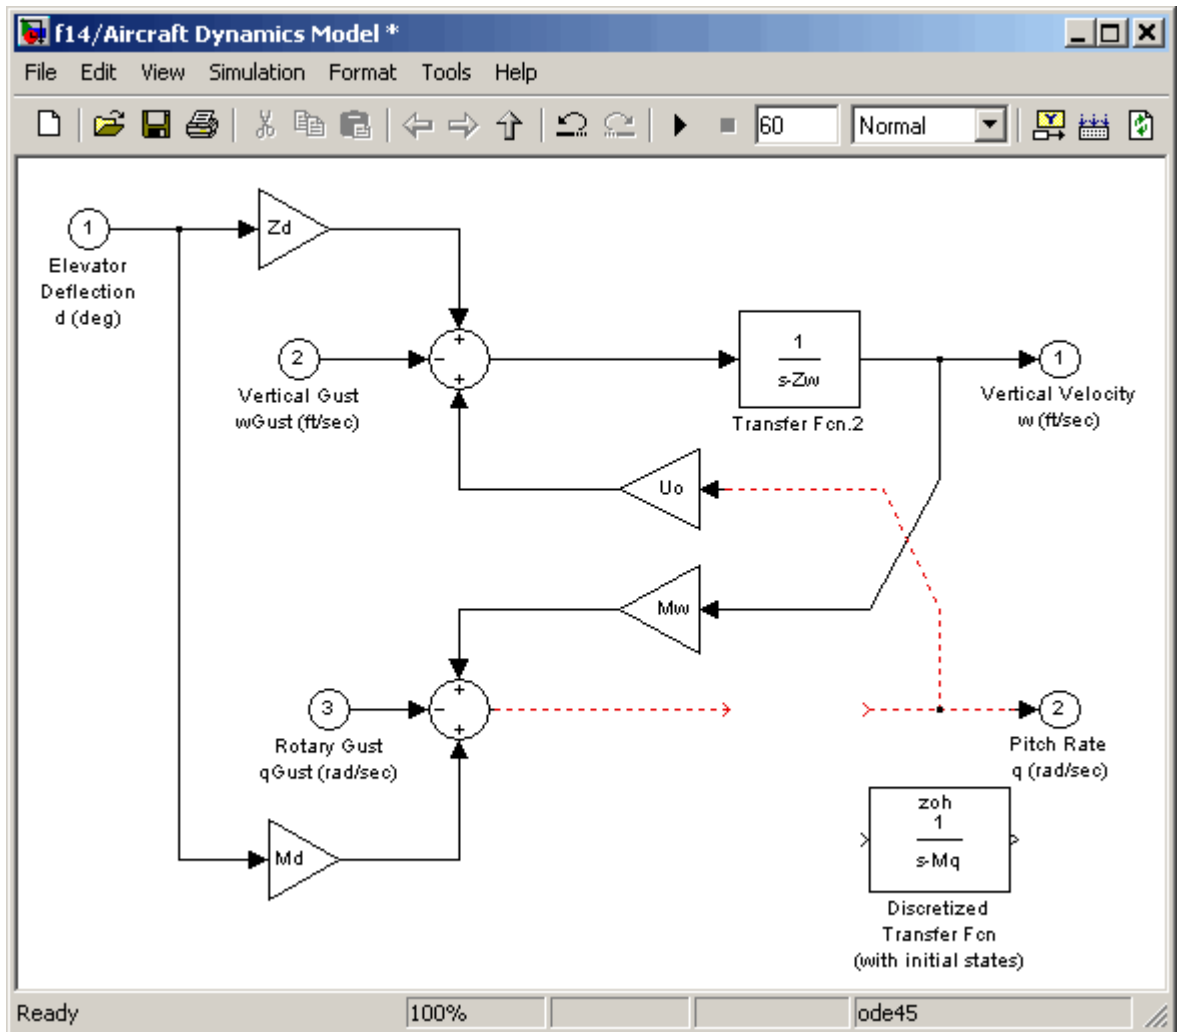 f14/Aircraft Dynamics Model *
File Edit View Simulation Format Tools Help
60 Normal
1
Elevator
Deflection
d (deg)
Zd
2
Vertical Gust
wGust (ft/sec)
+
-
+
1
s-Zw
Transfer Fcn.2
1
Vertical Velocity
w (ft/sec)
Uo
Mw
3
Rotary Gust
qGust (rad/sec)
+
-
+
2
Pitch Rate
q (rad/sec)
Md
zoh
1
s-Mq
Discretized
Transfer Fcn
(with initial states)
Ready 100% ode45